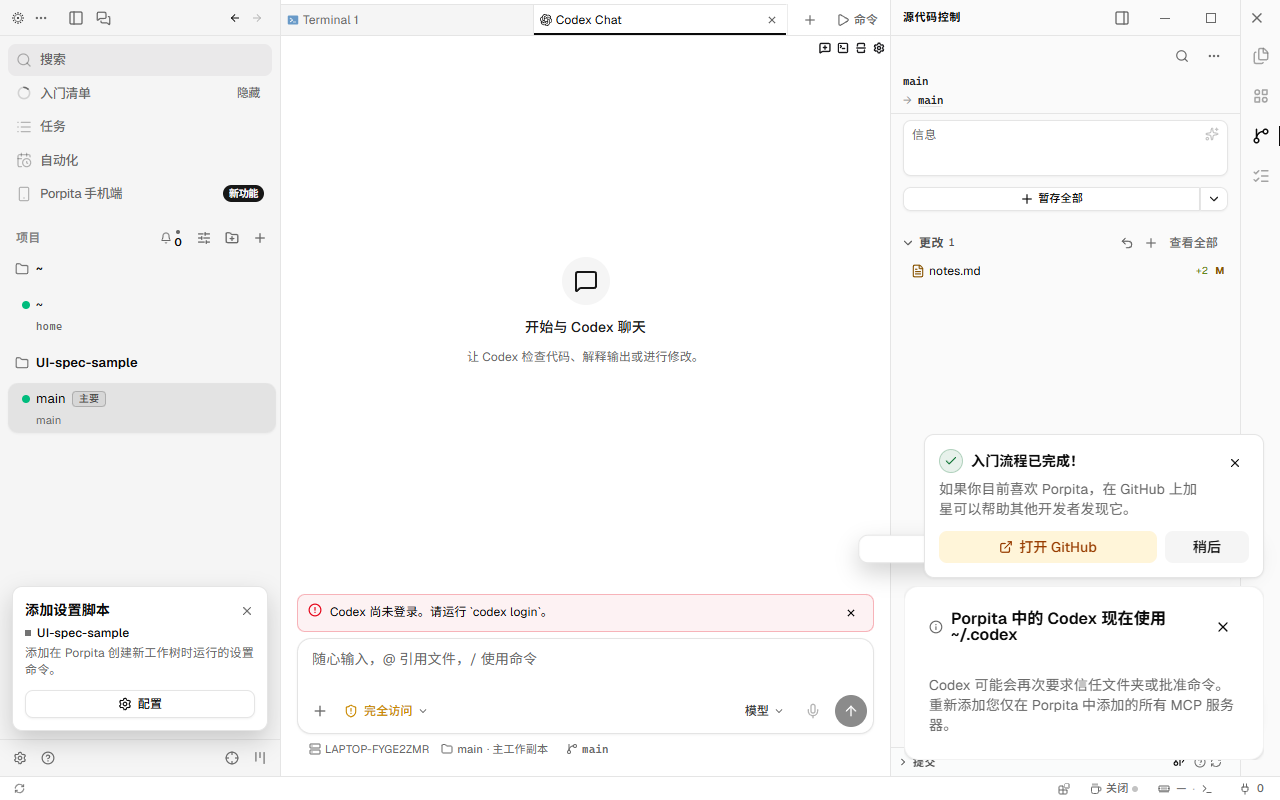 搜索
入门清单 隐藏
任务
自动化
Porpita 手机端 新功能
项目 0
~
~
home
UI-spec-sample
main 主要
main
添加设置脚本
UI-spec-sample
添加在 Porpita 创建新工作树时运行的设置
命令。
配置
Terminal 1
Codex Chat
命令
开始与 Codex 聊天
让 Codex 检查代码、解释输出或进行修改。
Codex 尚未登录。请运行 `codex login`。
随心输入，@ 引用文件，/ 使用命令
完全访问
模型
LAPTOP-FYGE2ZMR main · 主工作副本 main
源代码控制
main
→ main
信息
暂存全部
更改 1 查看全部
notes.md +2 M
入门流程已完成！
如果你目前喜欢 Porpita，在 GitHub 上加
星可以帮助其他开发者发现它。
打开 GitHub 稍后
Porpita 中的 Codex 现在使用
~/.codex
Codex 可能会再次要求信任文件夹或批准命令。
重新添加您仅在 Porpita 中添加的所有 MCP 服务
器。
提交
关闭 0